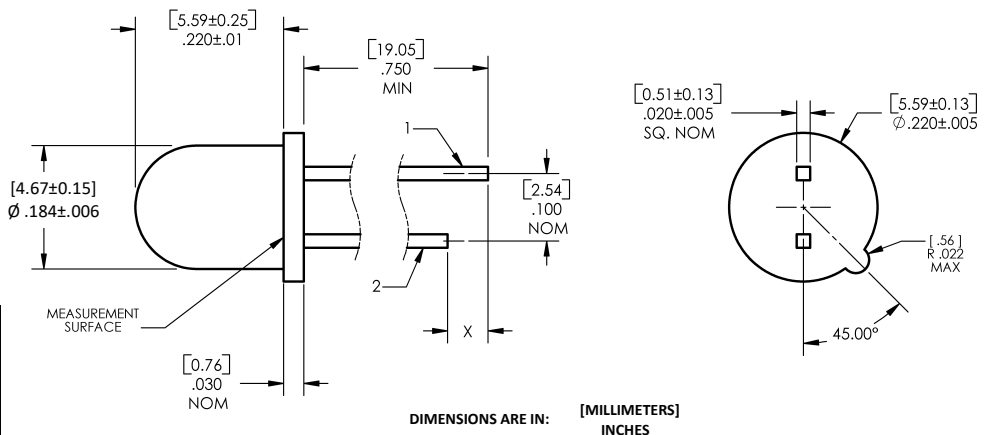 [5.59±0.25]
.220±.01
[19.05]
.750
MIN
1
[4.67±0.15]
Ø .184±.006
[2.54]
.100
NOM
2
MEASUREMENT
SURFACE
X
[0.76]
.030
NOM
[0.51±0.13]
.020±.005
SQ. NOM
[5.59±0.13]
Ø.220±.005
[.56]
R .022
MAX
45.00°
DIMENSIONS ARE IN: [MILLIMETERS]
INCHES